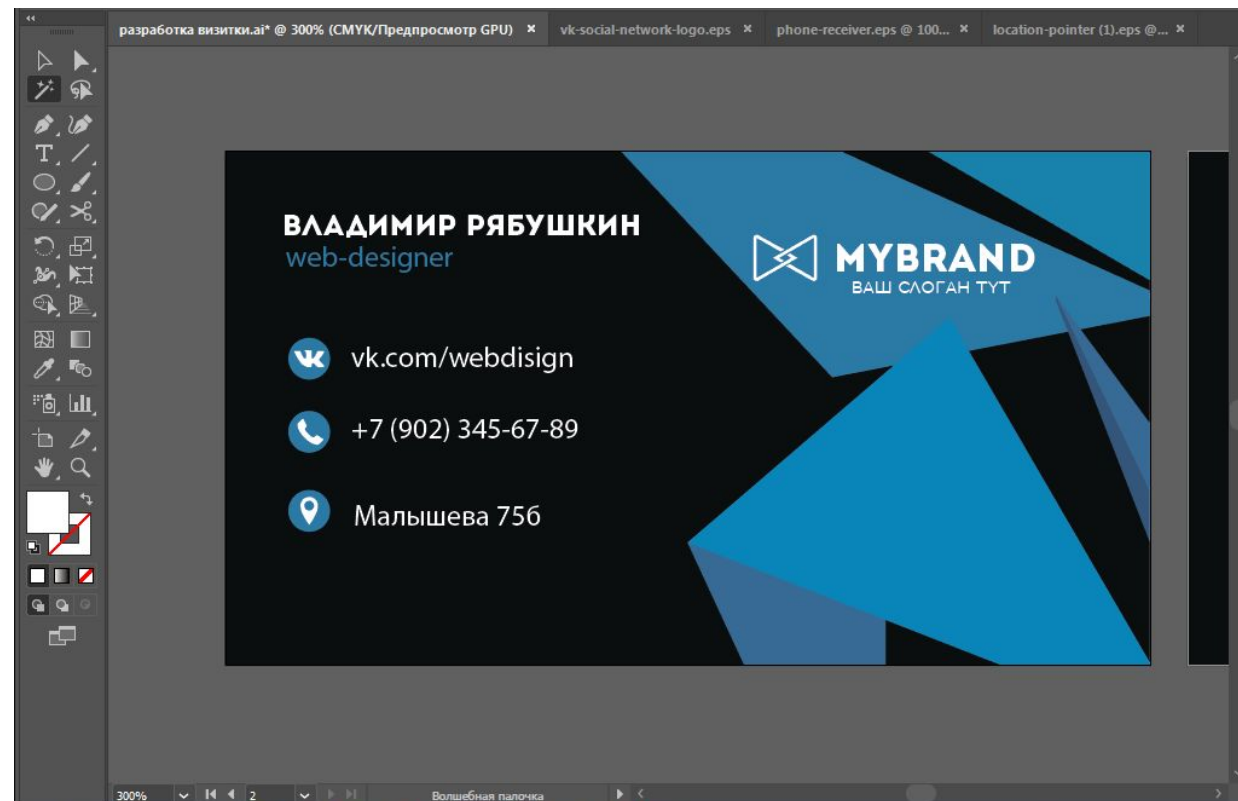 разработка визитки.ai* @ 300% (CMYK/Предпросмотр GPU) ×
vk-social-network-logo.eps ×
phone-receiver.eps @ 100... ×
location-pointer (1).eps @... ×
ВЛАДИМИР РЯБУШКИН
web-designer
MYBRAND
ВАШ СЛОГАН ТУТ
vk.com/webdisign
+7 (902) 345-67-89
Малышева 75б
300%
2
Волшебная палочка